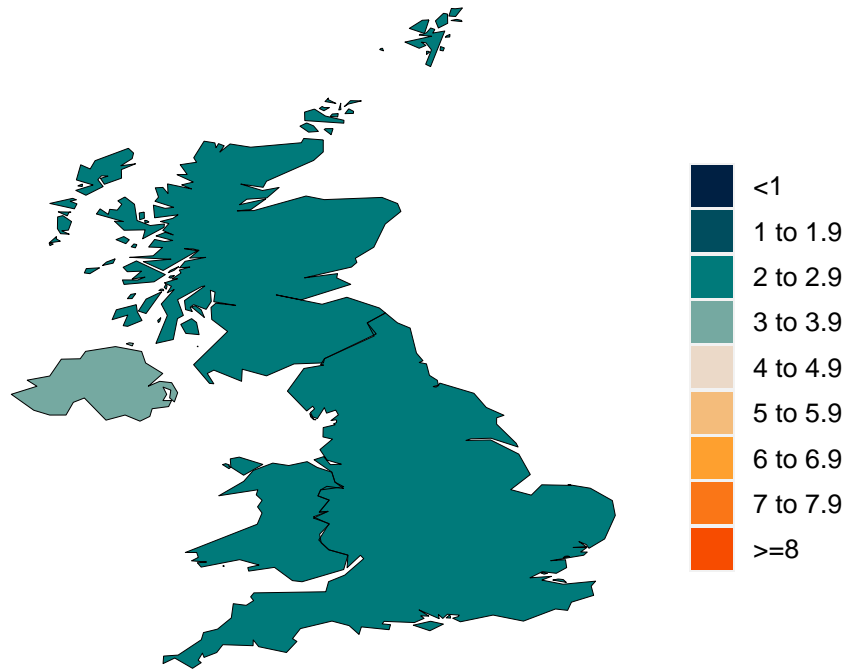 <1
1 to 1.9
2 to 2.9
3 to 3.9
4 to 4.9
5 to 5.9
6 to 6.9
7 to 7.9
>=8